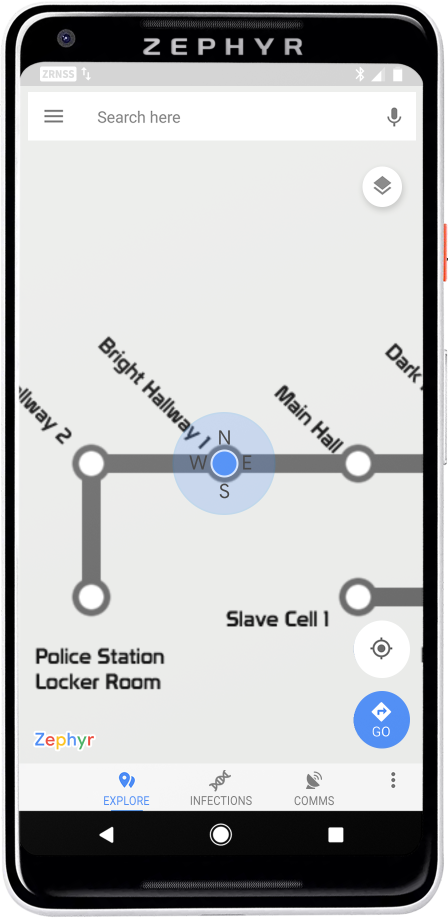 ZEPHYR
ZRNSS
Search here
Bright Hallway 1
Dark
Main Hall
llway 2
N
W E
S
Slave Cell 1
Police Station
Locker Room
GO
Zephyr
EXPLORE INFECTIONS COMMS